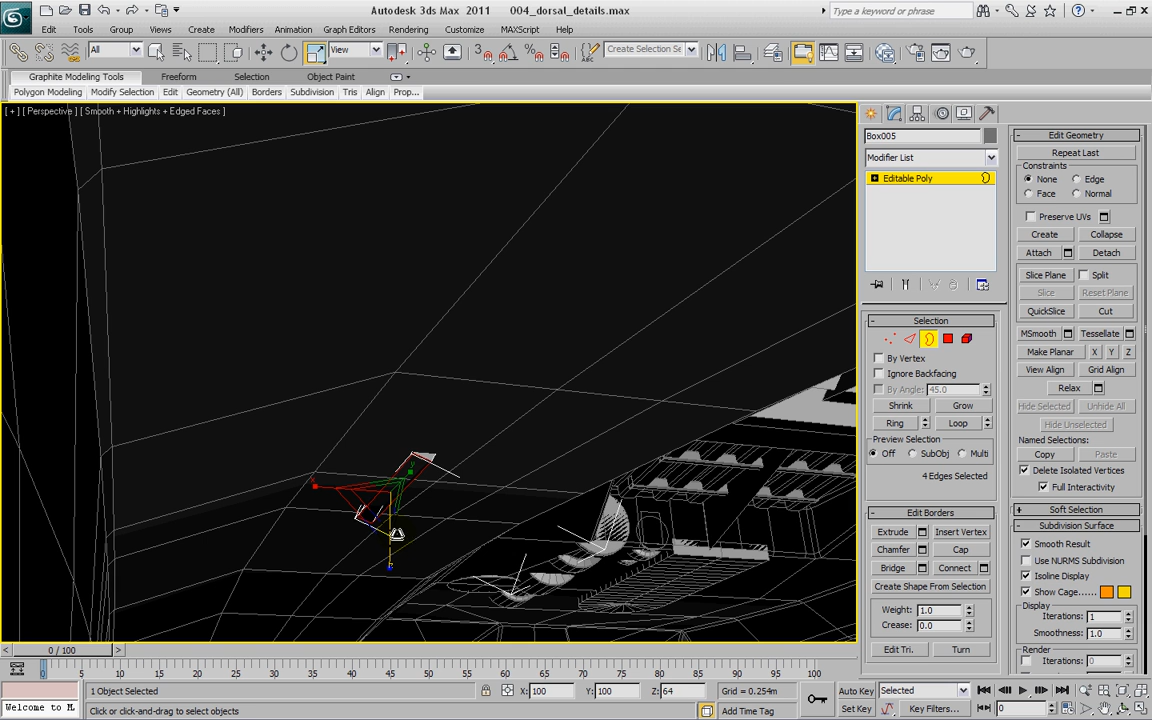 Autodesk 3ds Max 2011 004_dorsal_details.max
Type a keyword or phrase
Edit Tools Group Views Create Modifiers Animation Graph Editors Rendering Customize MAXScript Help
All View Create Selection Se
Graphite Modeling Tools Freeform Selection Object Paint
Polygon Modeling Modify Selection Edit Geometry (All) Borders Subdivision Tris Align Prop...
[ + ] [ Perspective ] [ Smooth + Highlights + Edged Faces ]
Box005
Modifier List
Editable Poly
Selection
By Vertex
Ignore Backfacing
By Angle: 45.0
Shrink Grow
Ring Loop
Preview Selection
Off SubObj Multi
4 Edges Selected
Edit Borders
Extrude Insert Vertex
Chamfer Cap
Bridge Connect
Create Shape From Selection
Weight: 1.0
Crease: 0.0
Edit Tri. Turn
Edit Geometry
Repeat Last
Constraints
None Edge
Face Normal
Preserve UVs
Create Collapse
Attach Detach
Slice Plane Split
Slice Reset Plane
QuickSlice Cut
MSmooth Tessellate
Make Planar X Y Z
View Align Grid Align
Relax
Hide Selected Unhide All
Hide Unselected
Named Selections:
Copy Paste
Delete Isolated Vertices
Full Interactivity
Soft Selection
Subdivision Surface
Smooth Result
Use NURMS Subdivision
Isoline Display
Show Cage......
Display
Iterations: 1
Smoothness: 1.0
Render
Iterations: 0
0 / 100
0 5 10 15 20 25 30 35 40 45 50 55 60 65 70 75 80 85 90 95 100
1 Object Selected X: 100 Y: 100 Z: 64 Grid = 0.254m Auto Key Selected
Welcome to M Click or click-and-drag to select objects Add Time Tag Set Key Key Filters... 0